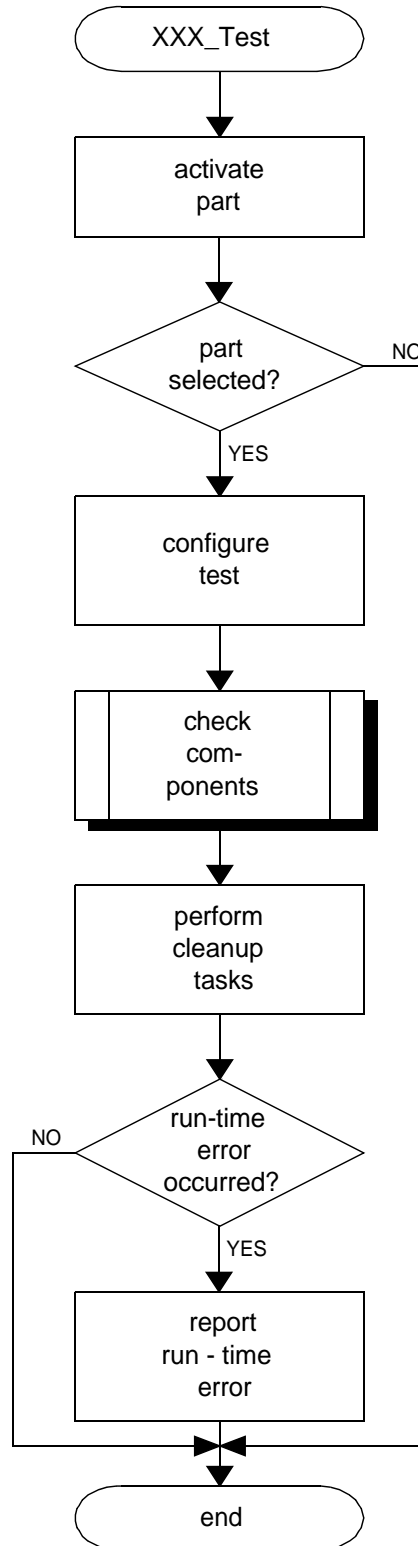 XXX_Test
activate
part
part
selected?
NO
YES
configure
test
check
com-
ponents
perform
cleanup
tasks
run-time
error
occurred?
NO
YES
report
run - time
error
end